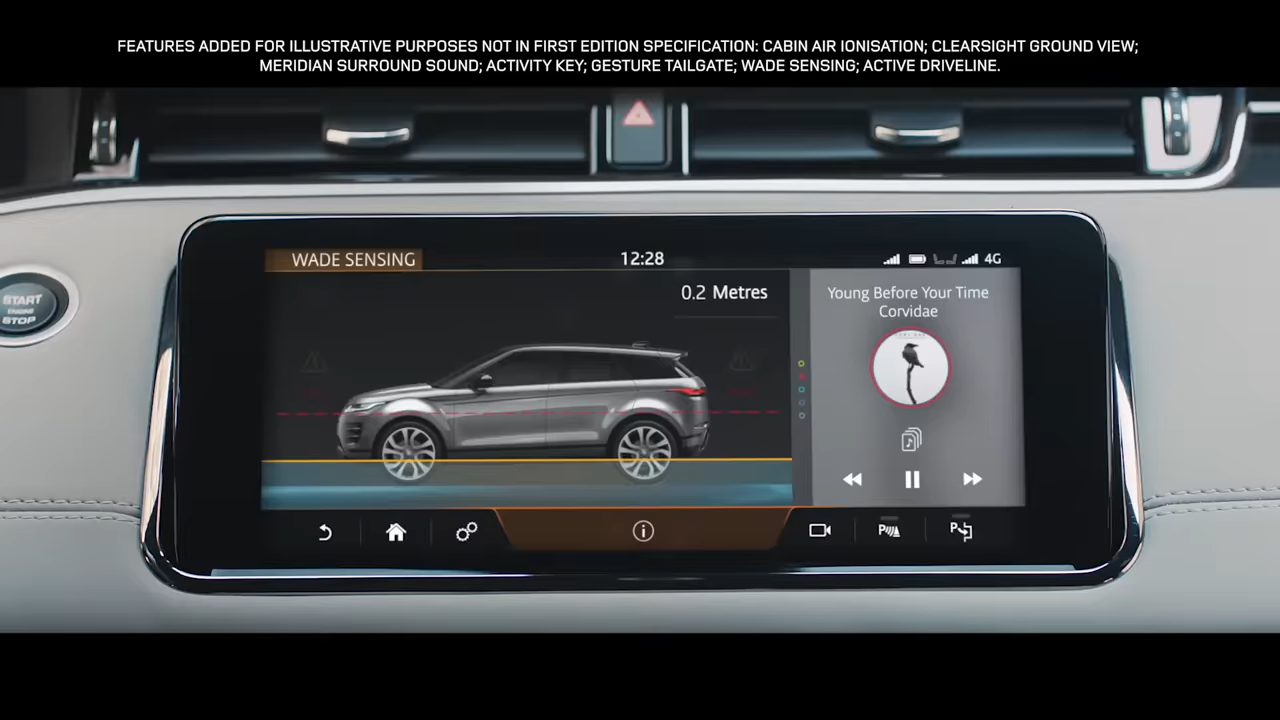 FEATURES ADDED FOR ILLUSTRATIVE PURPOSES NOT IN FIRST EDITION SPECIFICATION: CABIN AIR IONISATION; CLEARSIGHT GROUND VIEW;
MERIDIAN SURROUND SOUND; ACTIVITY KEY; GESTURE TAILGATE; WADE SENSING; ACTIVE DRIVELINE.
WADE SENSING
12:28
4G
0.2 Metres
Young Before Your Time
Corvidae
START
ENGINE
STOP